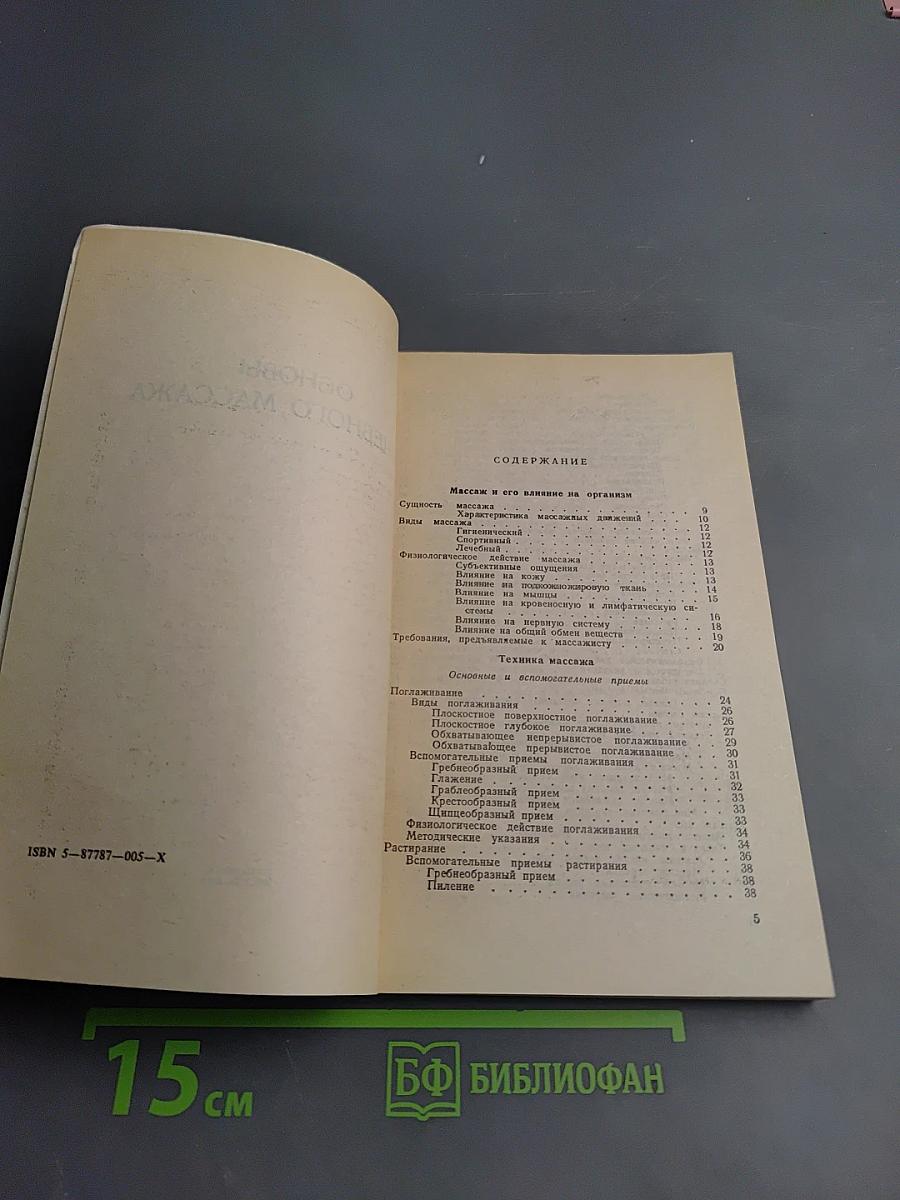 ОСНОВЫ
ЕБНОГО МАССАЖА
ISBN 5—87787—005—X
СОДЕРЖАНИЕ
Массаж и его влияние на организм
Сущность массажа . . . 9
Характеристика массажных движений . . . 10
Виды массажа . . . 12
Гигиенический . . . 12
Спортивный . . . 12
Лечебный . . . 12
Физиологическое действие массажа . . . 13
Субъективные ощущения . . . 13
Влияние на кожу . . . 13
Влияние на подкожножировую ткань . . . 14
Влияние на мышцы . . . 15
Влияние на кровеносную и лимфатическую си-
стемы . . . 16
Влияние на нервную систему . . . 18
Влияние на общий обмен веществ . . . 19
Требования, предъявляемые к массажисту . . . 20
Техника массажа
Основные и вспомогательные приемы
Поглаживание . . . 24
Виды поглаживания . . . 26
Плоскостное поверхностное поглаживание . . . 26
Плоскостное глубокое поглаживание . . . 27
Обхватывающее непрерывистое поглаживание . . . 29
Обхватывающее прерывистое поглаживание . . . 30
Вспомогательные приемы поглаживания . . . 31
Гребнеобразный прием . . . 31
Глажение . . . 32
Граблеобразный прием . . . 33
Крестообразный прием . . . 33
Щипцеобразный прием . . . 33
Физиологическое действие поглаживания . . . 34
Методические указания . . . 34
Растирание . . . 36
Вспомогательные приемы растирания . . . 38
Гребнеобразный прием . . . 38
Пиление . . . 38
5
15 см
БФ БИБЛИОФАН